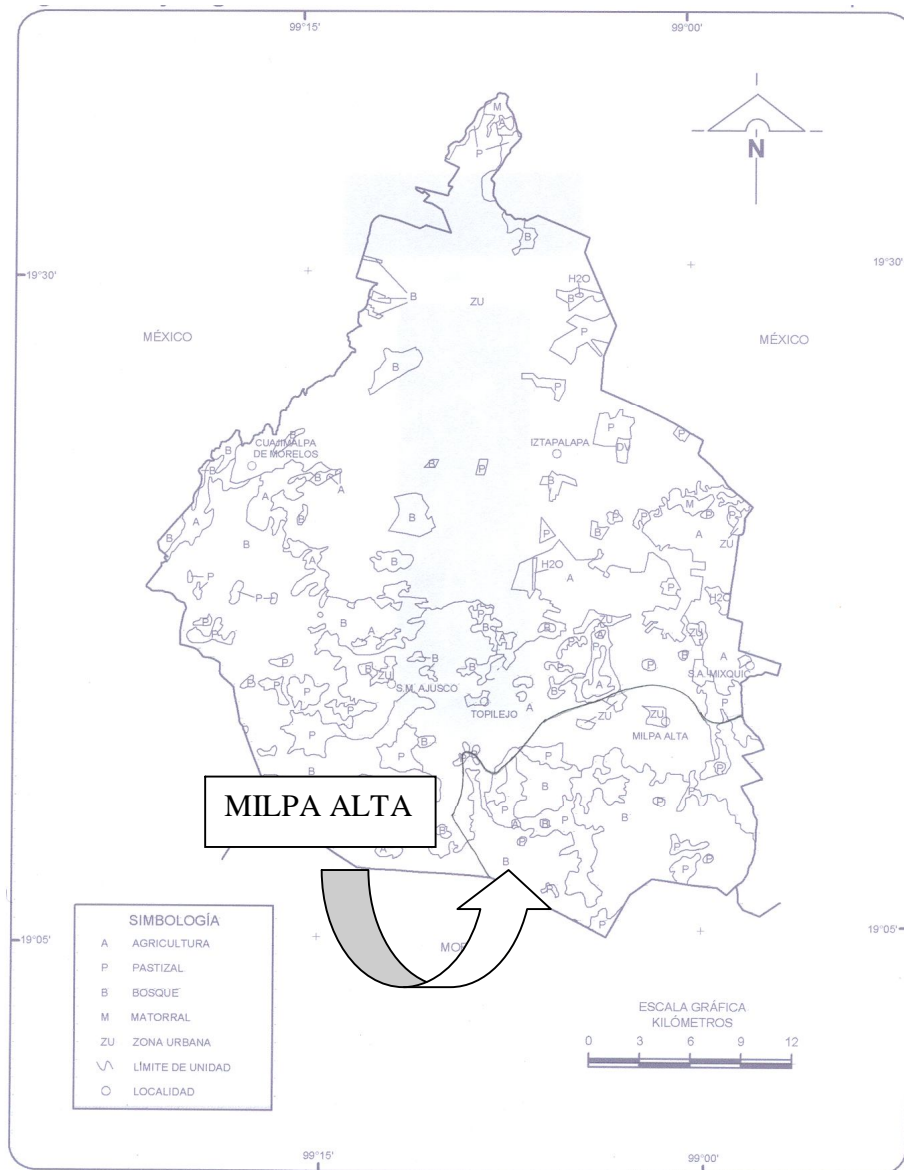 99°15'
99°00'
M
A
P
N
B
19°30'
19°30'
H2O
B
B
ZU
P
MÉXICO
MÉXICO
B
P
P
P
B
DV
CUAJIMALPA
DE MORELOS
IZTAPALAPA
B
B
B
P
B
A
A
B
M
A
B
B
P
P
P
P
B
P
B
A
ZU
B
A
B
H2O
A
P
P
P
H2O
P
P
B
A
B
A
B
P
ZU
A
P
ZU
P
B
B
P
P
P
A
B
ZU
B
P
P
S.M. AJUSCO
B
A
S.A. MIXQUIC
P
P
TOPILEJO
A
ZU
ZU
MILPA ALTA
P
P
B
P
P
B
B
P
P
MILPA ALTA
P
P
A
B
P
B
B
A
P
P
P
P
B
P
P
SIMBOLOGÍA
A AGRICULTURA
P PASTIZAL
B BOSQUE
M MATORRAL
ZU ZONA URBANA
LÍMITE DE UNIDAD
LOCALIDAD
19°05'
19°05'
MOR
ESCALA GRÁFICA
KILÓMETROS
0 3 6 9 12
99°15'
99°00'